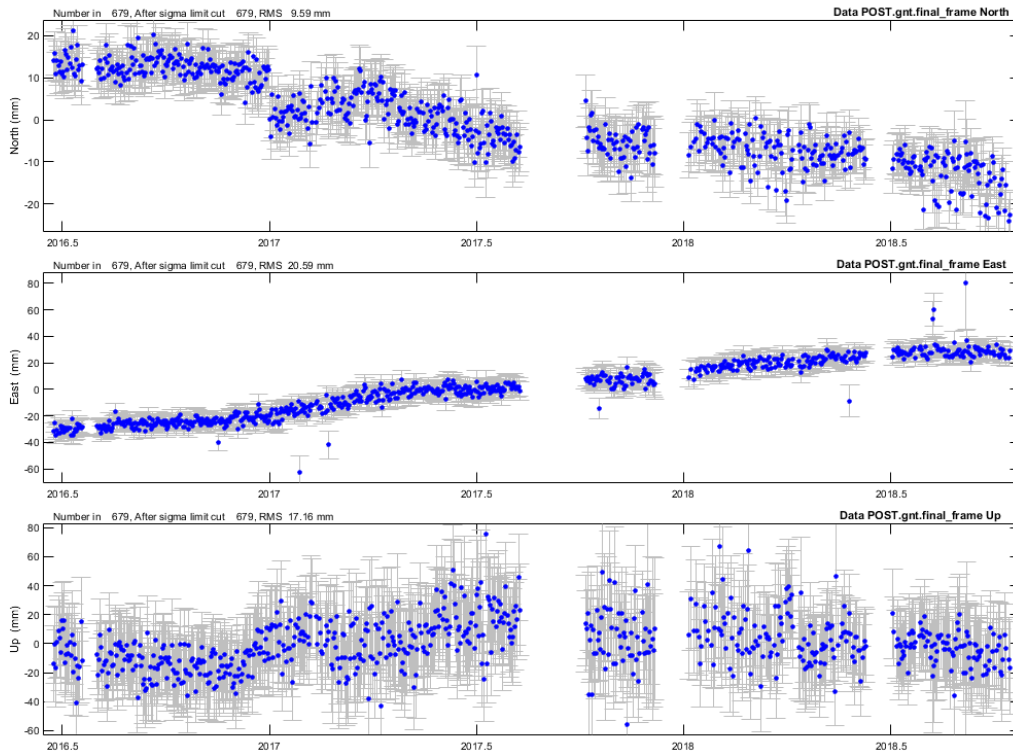 Number in 679, After sigma limit cut 679, RMS 9.59 mm
Data POST.gnt.final_frame North
North (mm)
20
10
0
-10
-20
2016.5 2017 2017.5 2018 2018.5
Number in 679, After sigma limit cut 679, RMS 20.59 mm
Data POST.gnt.final_frame East
East (mm)
80
60
40
20
0
-20
-40
-60
2016.5 2017 2017.5 2018 2018.5
Number in 679, After sigma limit cut 679, RMS 17.16 mm
Data POST.gnt.final_frame Up
Up (mm)
80
60
40
20
0
-20
-40
-60
2016.5 2017 2017.5 2018 2018.5